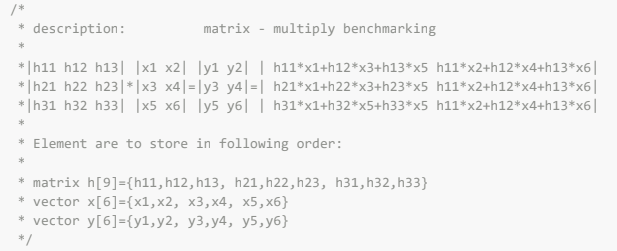 /*
* description: matrix - multiply benchmarking
*
*|h11 h12 h13| |x1 x2| |y1 y2| | h11*x1+h12*x3+h13*x5 h11*x2+h12*x4+h13*x6|
*|h21 h22 h23|*|x3 x4|=|y3 y4|=| h21*x1+h22*x3+h23*x5 h11*x2+h12*x4+h13*x6|
*|h31 h32 h33| |x5 x6| |y5 y6| | h31*x1+h32*x5+h33*x5 h11*x2+h12*x4+h13*x6|
*
* Element are to store in following order:
*
* matrix h[9]={h11,h12,h13, h21,h22,h23, h31,h32,h33}
* vector x[6]={x1,x2, x3,x4, x5,x6}
* vector y[6]={y1,y2, y3,y4, y5,y6}
*/